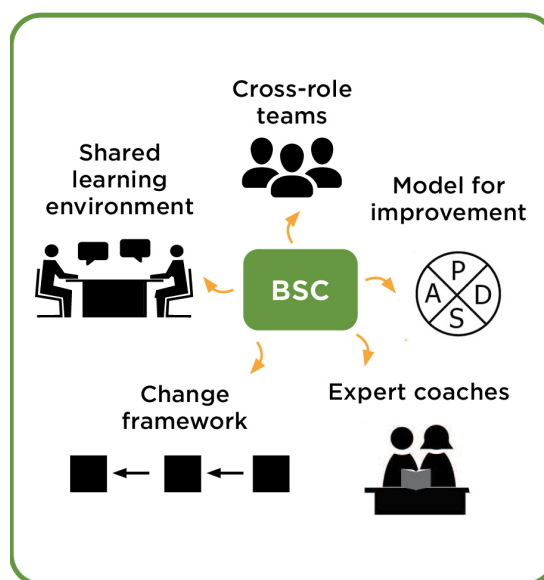 Cross-role
teams
Shared
learning
environment
Model for
improvement
BSC
P
A D
S
Change
framework
Expert coaches